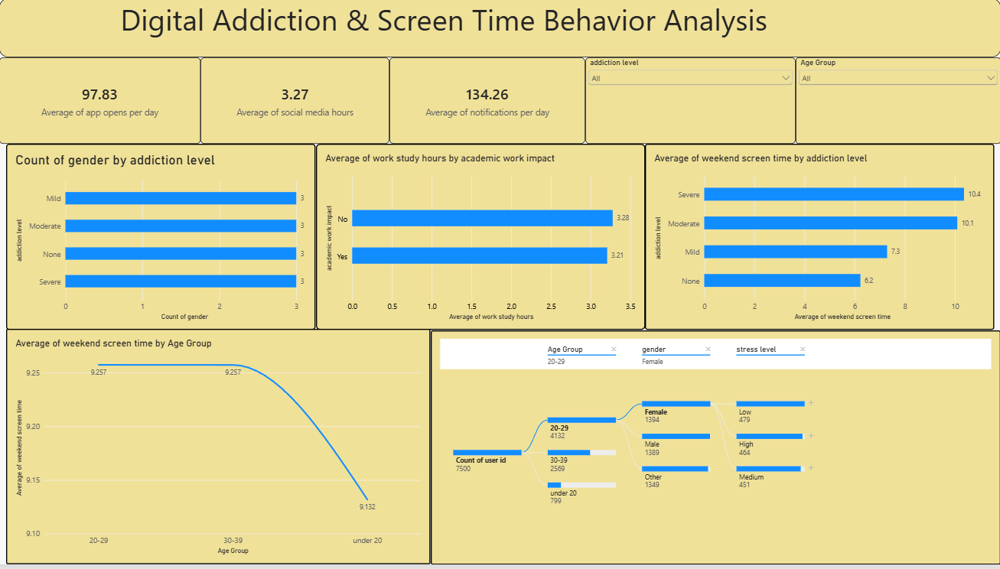 Digital Addiction & Screen Time Behavior Analysis
97.83
Average of app opens per day
3.27
Average of social media hours
134.26
Average of notifications per day
addiction level
All
Age Group
All
Count of gender by addiction level
addiction level
Mild
3
Moderate
3
None
3
Severe
3
0 1 2 3
Count of gender
Average of work study hours by academic work impact
academic work impact
No
3.28
Yes
3.21
0.0 0.5 1.0 1.5 2.0 2.5 3.0 3.5
Average of work study hours
Average of weekend screen time by addiction level
addiction level
Severe
10.4
Moderate
10.1
Mild
7.3
None
6.2
0 2 4 6 8 10
Average of weekend screen time
Average of weekend screen time by Age Group
Average of weekend screen time
9.25
9.20
9.15
9.10
9.257
9.257
9.132
20-29 30-39 under 20
Age Group
Age Group
20-29
gender
Female
stress level
Count of user id
7500
20-29
4132
30-39
2569
under 20
799
Female
1394
Male
1389
Other
1349
Low
479
High
464
Medium
451